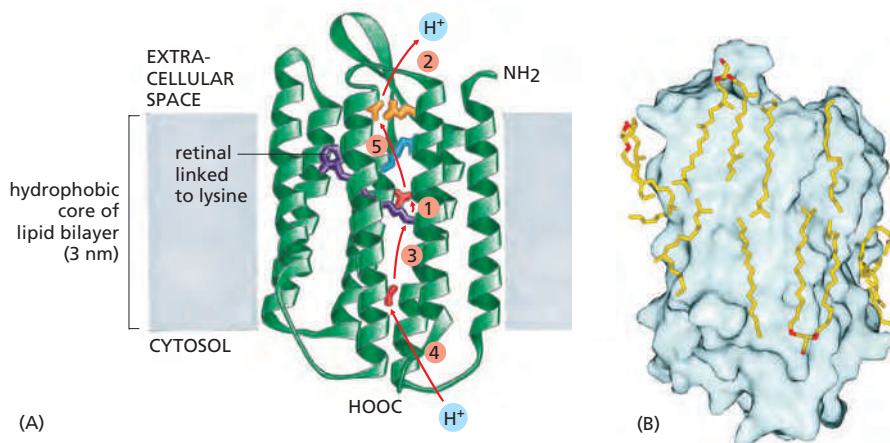 H+
EXTRA-
CELLULAR
SPACE
2
NH2
5
retinal
linked
to lysine
1
hydrophobic
core of
lipid bilayer
(3 nm)
3
CYTOSOL
4
HOOC
H+
(A)
(B)